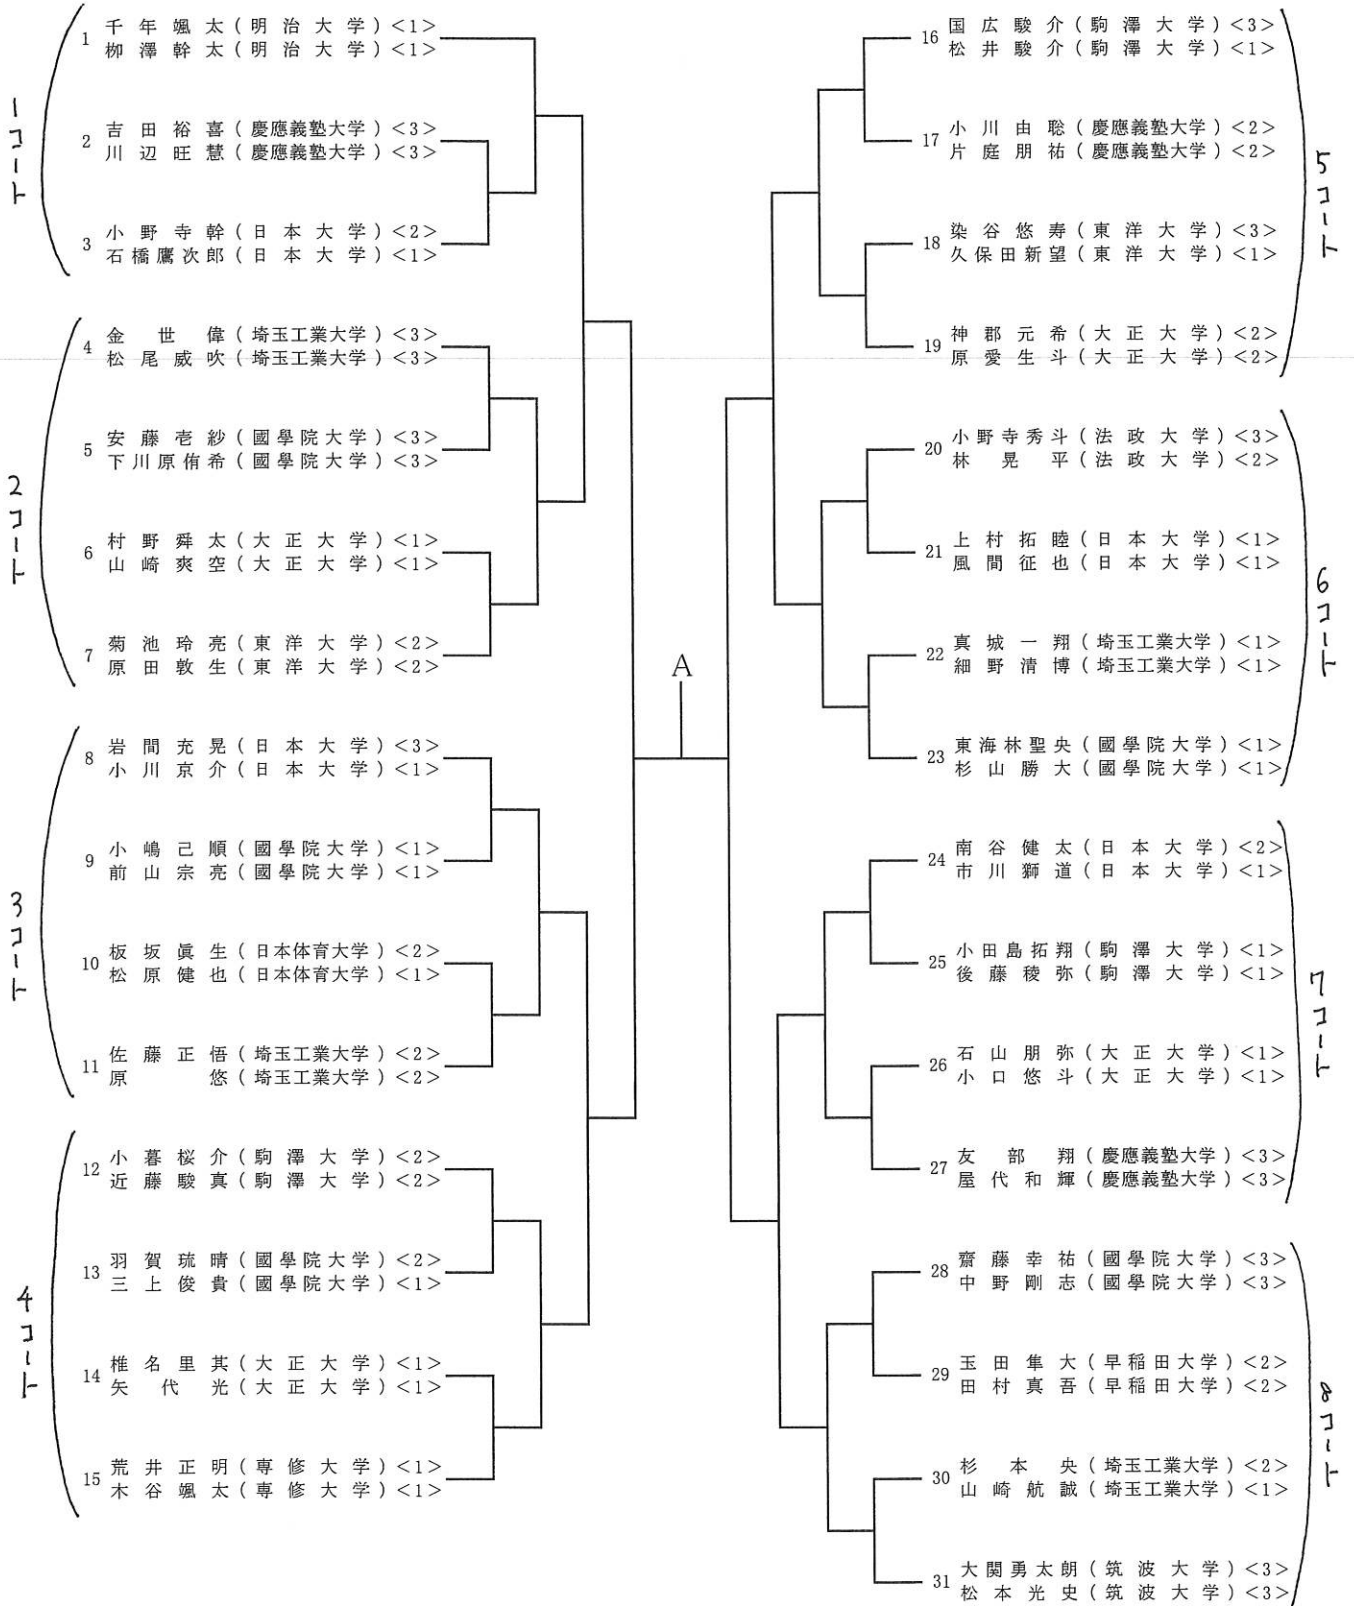 1コート
1 千年颯太(明治大学)<1>
柳澤幹太(明治大学)<1>
2 吉田裕喜(慶應義塾大学)<3>
川辺旺慧(慶應義塾大学)<3>
3 小野寺幹(日本大学)<2>
石橋鷹次郎(日本大学)<1>
2コート
4 金世偉(埼玉工業大学)<3>
松尾威吹(埼玉工業大学)<3>
5 安藤壱紗(國學院大学)<3>
下川原侑希(國學院大学)<3>
6 村野舜太(大正大学)<1>
山崎爽空(大正大学)<1>
7 菊池玲亮(東洋大学)<2>
原田敦生(東洋大学)<2>
3コート
8 岩間充晃(日本大学)<3>
小川京介(日本大学)<1>
9 小嶋己順(國學院大学)<1>
前山宗亮(國學院大学)<1>
10 板坂眞生(日本体育大学)<2>
松原健也(日本体育大学)<1>
11 佐藤正悟(埼玉工業大学)<2>
原悠(埼玉工業大学)<2>
4コート
12 小暮桜介(駒澤大学)<2>
近藤駿真(駒澤大学)<2>
13 羽賀琉晴(國學院大学)<2>
三上俊貴(國學院大学)<1>
14 椎名里其(大正大学)<1>
矢代光(大正大学)<1>
15 荒井正明(専修大学)<1>
木谷颯太(専修大学)<1>
A
16 国広駿介(駒澤大学)<3>
松井駿介(駒澤大学)<1>
17 小川由聡(慶應義塾大学)<2>
片庭朋祐(慶應義塾大学)<2>
18 染谷悠寿(東洋大学)<3>
久保田新望(東洋大学)<1>
19 神郡元希(大正大学)<2>
原愛生斗(大正大学)<2>
5コート
20 小野寺秀斗(法政大学)<3>
林晃平(法政大学)<2>
21 上村拓睦(日本大学)<1>
風間征也(日本大学)<1>
22 真城一翔(埼玉工業大学)<1>
細野清博(埼玉工業大学)<1>
23 東海林聖央(國學院大学)<1>
杉山勝大(國學院大学)<1>
6コート
24 南谷健太(日本大学)<2>
市川獅道(日本大学)<1>
25 小田島拓翔(駒澤大学)<1>
後藤稜弥(駒澤大学)<1>
26 石山朋弥(大正大学)<1>
小口悠斗(大正大学)<1>
27 友部翔(慶應義塾大学)<3>
屋代和輝(慶應義塾大学)<3>
7コート
28 齋藤幸祐(國學院大学)<3>
中野剛志(國學院大学)<3>
29 玉田隼大(早稲田大学)<2>
田村真吾(早稲田大学)<2>
30 杉本央(埼玉工業大学)<2>
山崎航誠(埼玉工業大学)<1>
31 大関勇太朗(筑波大学)<3>
松本光史(筑波大学)<3>
8コート